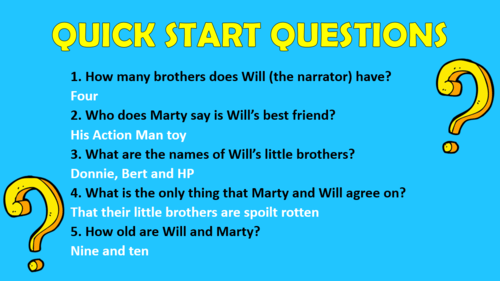 QUICK START QUESTIONS
1. How many brothers does Will (the narrator) have?
Four
2. Who does Marty say is Will’s best friend?
His Action Man toy
3. What are the names of Will’s little brothers?
Donnie, Bert and HP
4. What is the only thing that Marty and Will agree on?
That their little brothers are spoilt rotten
5. How old are Will and Marty?
Nine and ten